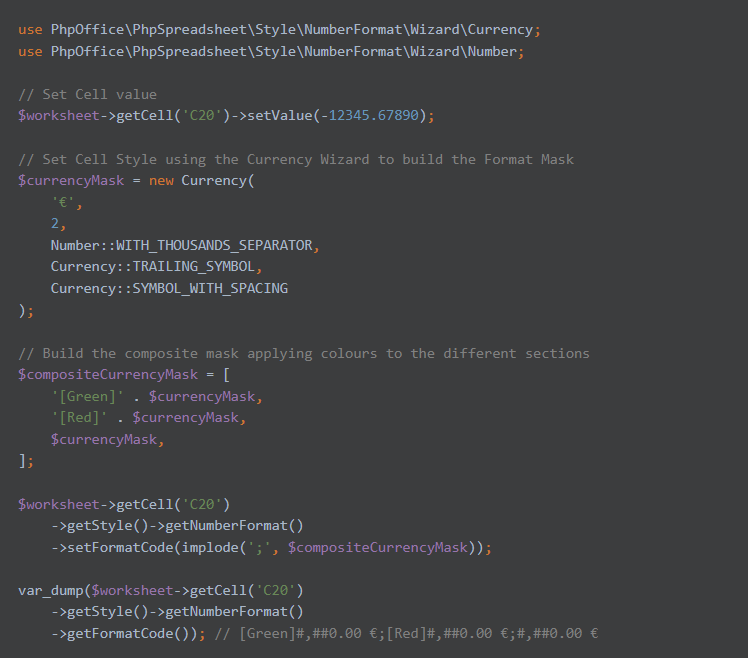 use PhpOffice\PhpSpreadsheet\Style\NumberFormat\Wizard\Currency;
use PhpOffice\PhpSpreadsheet\Style\NumberFormat\Wizard\Number;

// Set Cell value
$worksheet->getCell('C20')->setValue(-12345.67890);

// Set Cell Style using the Currency Wizard to build the Format Mask
$currencyMask = new Currency(
    '€',
    2,
    Number::WITH_THOUSANDS_SEPARATOR,
    Currency::TRAILING_SYMBOL,
    Currency::SYMBOL_WITH_SPACING
);

// Build the composite mask applying colours to the different sections
$compositeCurrencyMask = [
    '[Green]' . $currencyMask,
    '[Red]' . $currencyMask,
    $currencyMask,
];

$worksheet->getCell('C20')
    ->getStyle()->getNumberFormat()
    ->setFormatCode(implode(';', $compositeCurrencyMask));

var_dump($worksheet->getCell('C20')
    ->getStyle()->getNumberFormat()
    ->getFormatCode()); // [Green]#,##0.00 €;[Red]#,##0.00 €;#,##0.00 €